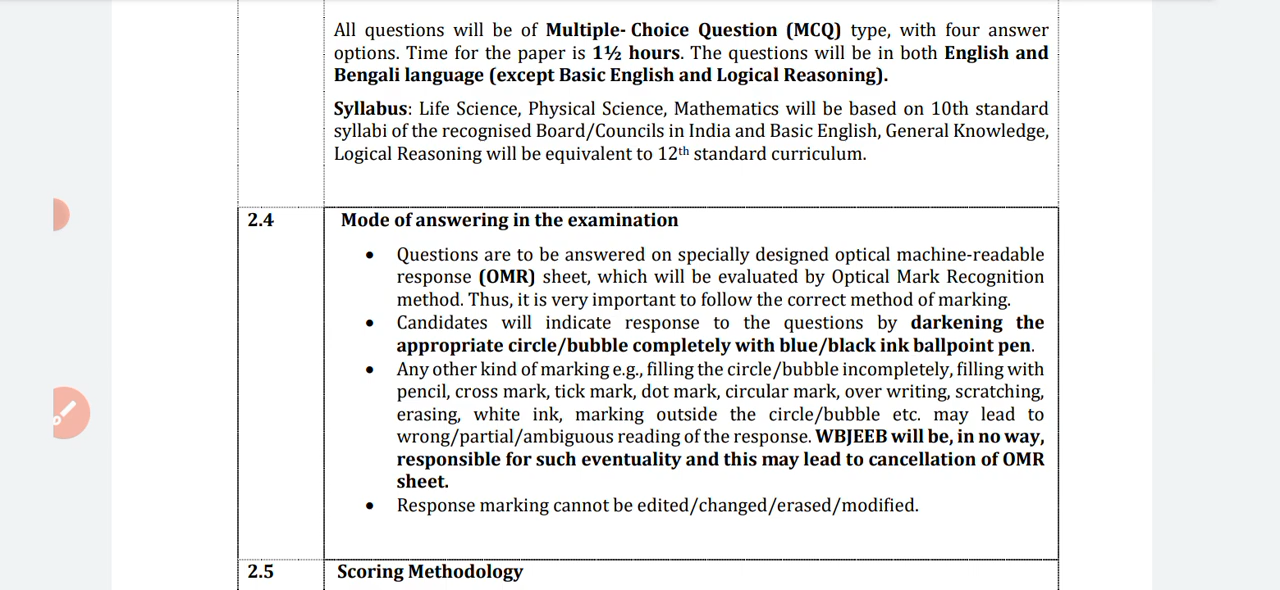 All questions will be of Multiple- Choice Question (MCQ) type, with four answer
options. Time for the paper is 1½ hours. The questions will be in both English and
Bengali language (except Basic English and Logical Reasoning).
Syllabus: Life Science, Physical Science, Mathematics will be based on 10th standard
syllabi of the recognised Board/Councils in India and Basic English, General Knowledge,
Logical Reasoning will be equivalent to 12th standard curriculum.
2.4 Mode of answering in the examination
• Questions are to be answered on specially designed optical machine-readable
response (OMR) sheet, which will be evaluated by Optical Mark Recognition
method. Thus, it is very important to follow the correct method of marking.
• Candidates will indicate response to the questions by darkening the
appropriate circle/bubble completely with blue/black ink ballpoint pen.
• Any other kind of marking e.g., filling the circle/bubble incompletely, filling with
pencil, cross mark, tick mark, dot mark, circular mark, over writing, scratching,
erasing, white ink, marking outside the circle/bubble etc. may lead to
wrong/partial/ambiguous reading of the response. WBJEEB will be, in no way,
responsible for such eventuality and this may lead to cancellation of OMR
sheet.
• Response marking cannot be edited/changed/erased/modified.
2.5 Scoring Methodology